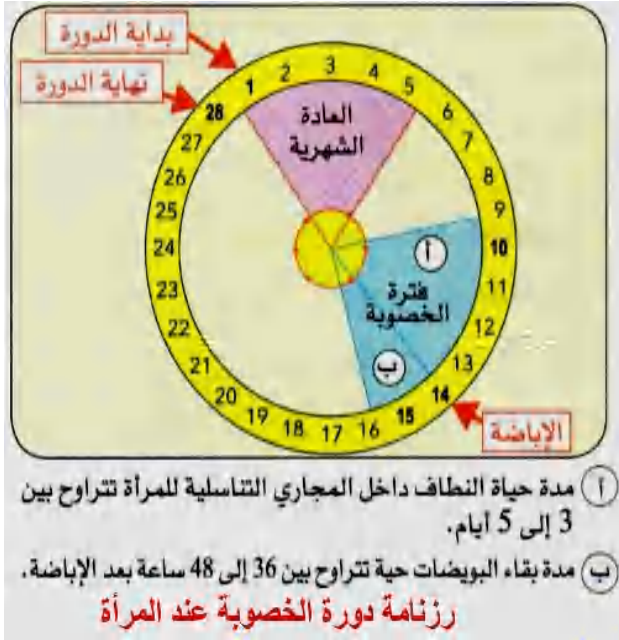 بداية الدورة
نهاية الدورة
1 2 3 4 5 6 7 8 9 10 11 12 13 14 15 16 17 18 19 20 21 22 23 24 25 26 27 28
العادة
الشهرية
أ
فترة
الخصوبة
ب
الإباضة
أ مدة حياة النطاف داخل المجاري التناسلية للمرأة تتراوح بين
3 إلى 5 أيام.
ب مدة بقاء البويضات حية تتراوح بين 36 إلى 48 ساعة بعد الإباضة.
رزنامة دورة الخصوبة عند المرأة